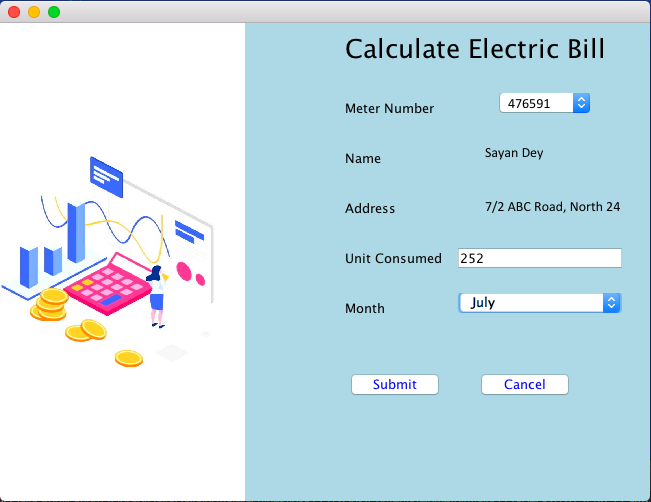 Calculate Electric Bill
Meter Number 476591
Name Sayan Dey
Address 7/2 ABC Road, North 24
Unit Consumed 252
Month July
Submit Cancel